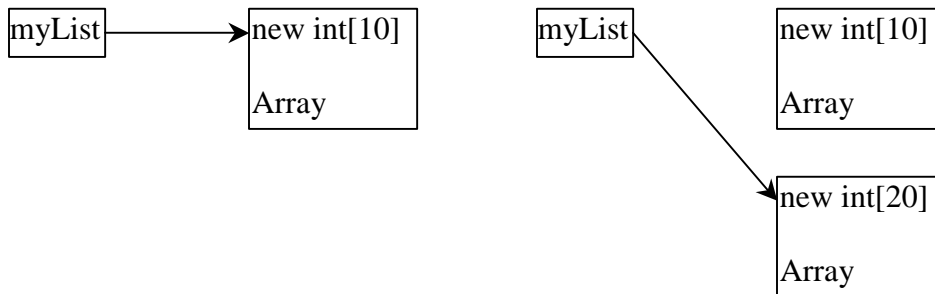 myList
new int[10]
Array
myList
new int[10]
Array
new int[20]
Array